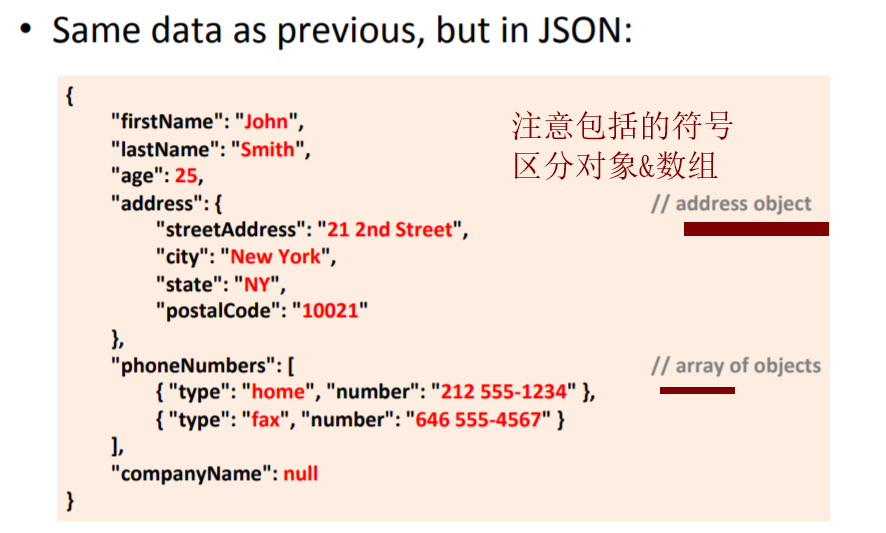 • Same data as previous, but in JSON:
{
"firstName": "John",
注意包括的符号
"lastName": "Smith",
区分对象&数组
"age": 25,
"address": { // address object
"streetAddress": "21 2nd Street",
"city": "New York",
"state": "NY",
"postalCode": "10021"
},
"phoneNumbers": [ // array of objects
{ "type": "home", "number": "212 555-1234" },
{ "type": "fax", "number": "646 555-4567" }
],
"companyName": null
}